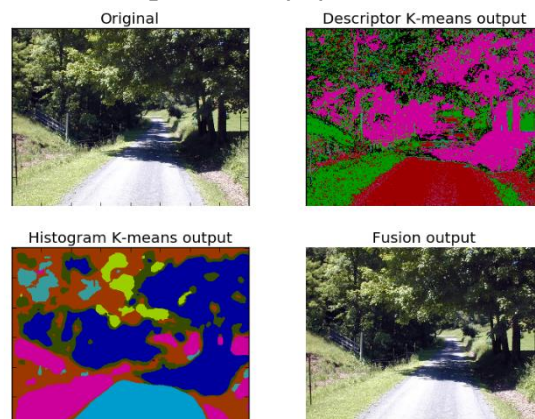 Original
Descriptor K-means output
Histogram K-means output
Fusion output